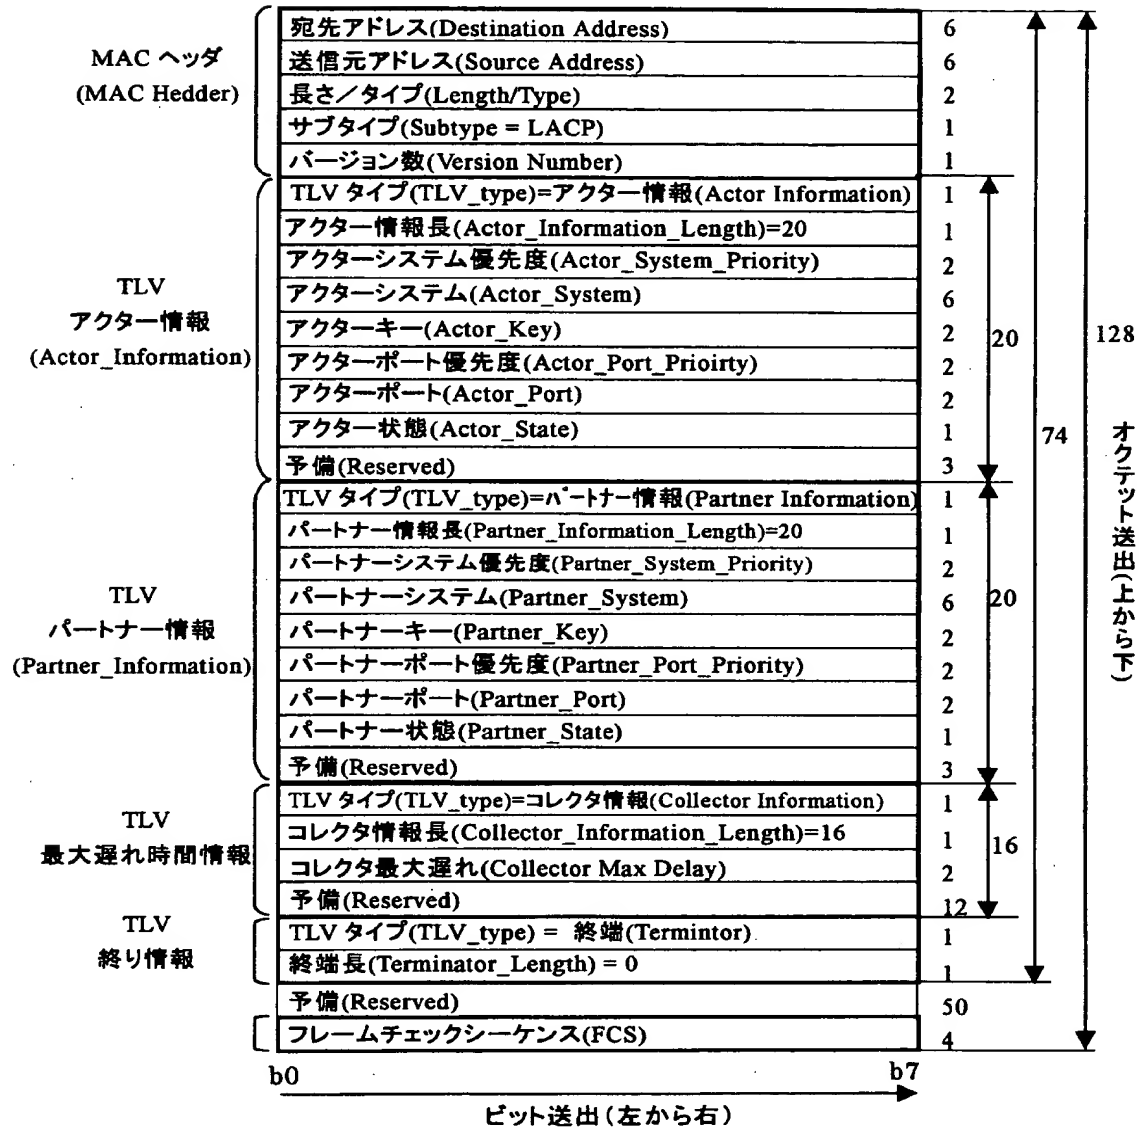 宛先アドレス(Destination Address) 6
送信元アドレス(Source Address) 6
長さ／タイプ(Length/Type) 2
サブタイプ(Subtype = LACP) 1
バージョン数(Version Number) 1
MAC ヘッダ
(MAC Hedder)
TLV タイプ(TLV_type)=アクター情報(Actor Information) 1
アクター情報長(Actor_Information_Length)=20 1
アクターシステム優先度(Actor_System_Priority) 2
アクターシステム(Actor_System) 6
アクターキー(Actor_Key) 2
アクターポート優先度(Actor_Port_Prioirty) 2
アクターポート(Actor_Port) 2
アクター状態(Actor_State) 1
予備(Reserved) 3
TLV
アクター情報
(Actor_Information)
20
TLV タイプ(TLV_type)=パートナー情報(Partner Information) 1
パートナー情報長(Partner_Information_Length)=20 1
パートナーシステム優先度(Partner_System_Priority) 2
パートナーシステム(Partner_System) 6
パートナーキー(Partner_Key) 2
パートナーポート優先度(Partner_Port_Priority) 2
パートナーポート(Partner_Port) 2
パートナー状態(Partner_State) 1
予備(Reserved) 3
TLV
パートナー情報
(Partner_Information)
20
TLV タイプ(TLV_type)=コレクタ情報(Collector Information) 1
コレクタ情報長(Collector_Information_Length)=16 1
コレクタ最大遅れ(Collector Max Delay) 2
予備(Reserved) 12
TLV
最大遅れ時間情報
16
TLV タイプ(TLV_type) = 終端(Termintor) 1
終端長(Terminator_Length) = 0 1
TLV
終り情報
74
予備(Reserved) 50
フレームチェックシーケンス(FCS) 4
128
オクテット送出(上から下)
b0 b7
ビット送出(左から右)